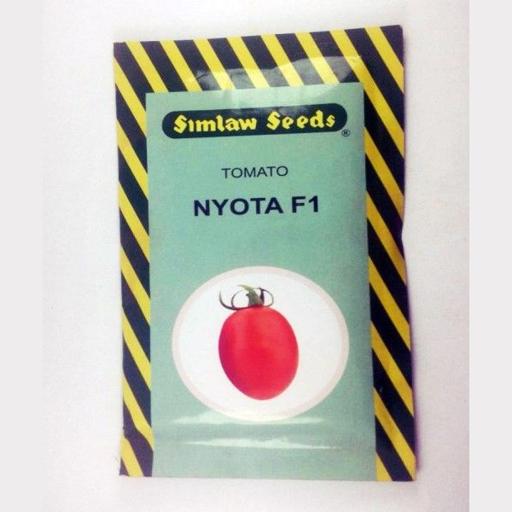 Simlaw Seeds®
TOMATO
NYOTA F1